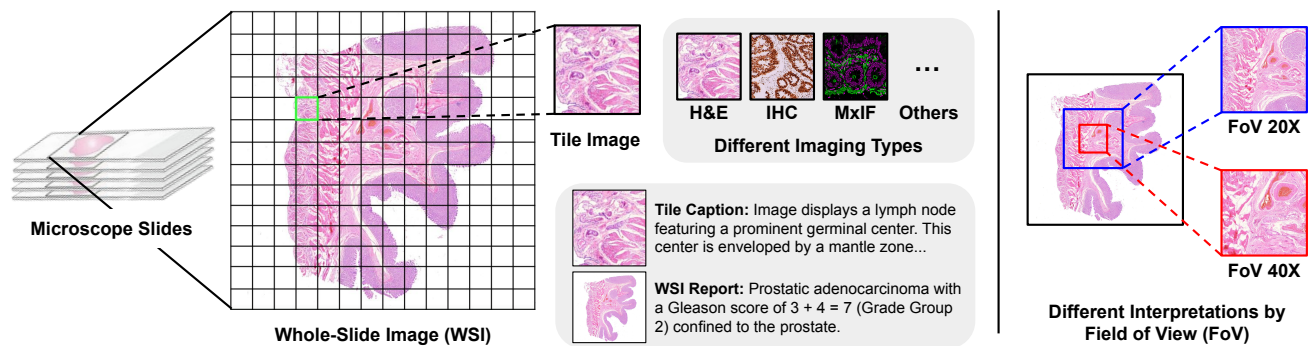 Microscope Slides
Whole-Slide Image (WSI)
Tile Image
H&E
IHC
MxIF
...
Others
Different Imaging Types
Tile Caption: Image displays a lymph node
featuring a prominent germinal center. This
center is enveloped by a mantle zone...
WSI Report: Prostatic adenocarcinoma with
a Gleason score of 3 + 4 = 7 (Grade Group
2) confined to the prostate.
FoV 20X
FoV 40X
Different Interpretations by
Field of View (FoV)